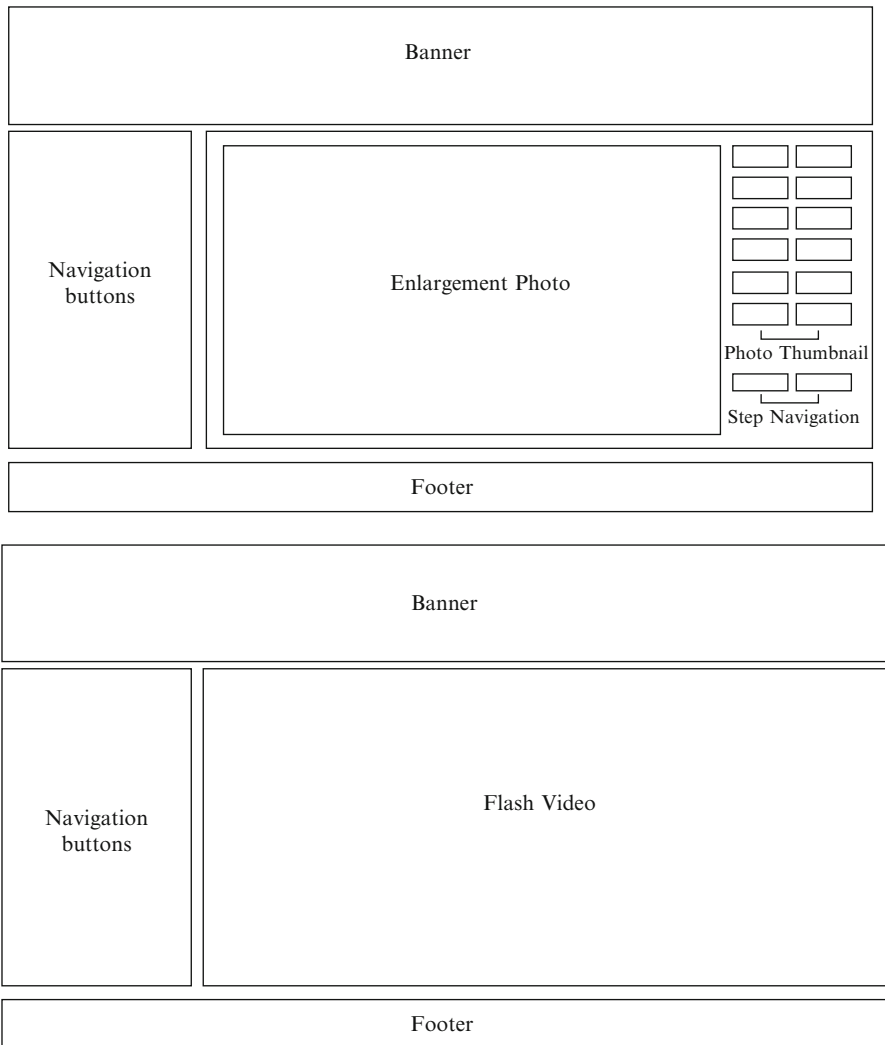 Banner
Navigation
buttons
Enlargement Photo
Photo Thumbnail
Step Navigation
Footer
Banner
Navigation
buttons
Flash Video
Footer